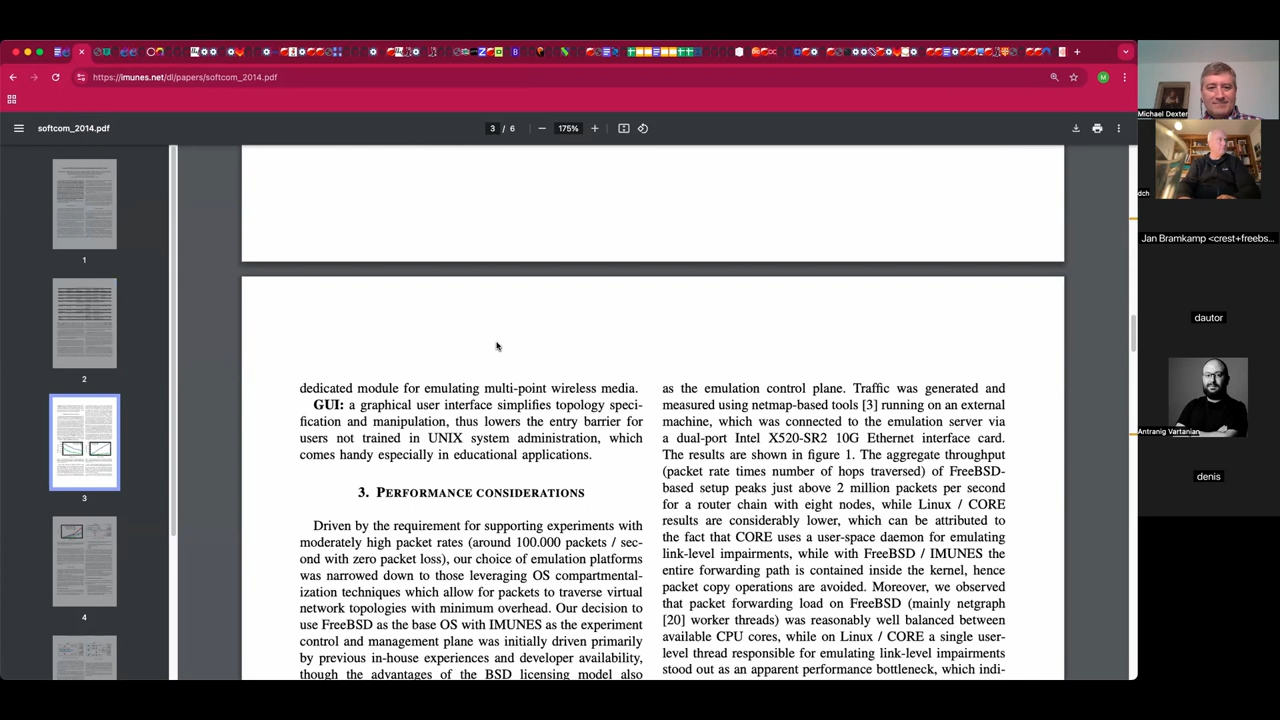 https://imunes.net/dl/papers/softcom_2014.pdf
M
softcom_2014.pdf
3 / 6
175%
1
2
3
4
dedicated module for emulating multi-point wireless media.
GUI: a graphical user interface simplifies topology speci-
fication and manipulation, thus lowers the entry barrier for
users not trained in UNIX system administration, which
comes handy especially in educational applications.
3. PERFORMANCE CONSIDERATIONS
Driven by the requirement for supporting experiments with
moderately high packet rates (around 100.000 packets / sec-
ond with zero packet loss), our choice of emulation platforms
was narrowed down to those leveraging OS compartmental-
ization techniques which allow for packets to traverse virtual
network topologies with minimum overhead. Our decision to
use FreeBSD as the base OS with IMUNES as the experiment
control and management plane was initially driven primarily
by previous in-house experiences and developer availability,
though the advantages of the BSD licensing model also
as the emulation control plane. Traffic was generated and
measured using netmap-based tools [3] running on an external
machine, which was connected to the emulation server via
a dual-port Intel X520-SR2 10G Ethernet interface card.
The results are shown in figure 1. The aggregate throughput
(packet rate times number of hops traversed) of FreeBSD-
based setup peaks just above 2 million packets per second
for a router chain with eight nodes, while Linux / CORE
results are considerably lower, which can be attributed to
the fact that CORE uses a user-space daemon for emulating
link-level impairments, while with FreeBSD / IMUNES the
entire forwarding path is contained inside the kernel, hence
packet copy operations are avoided. Moreover, we observed
that packet forwarding load on FreeBSD (mainly netgraph
[20] worker threads) was reasonably well balanced between
available CPU cores, while on Linux / CORE a single user-
level thread responsible for emulating link-level impairments
stood out as an apparent performance bottleneck, which indi-
Michael Dexter
dch
Jan Bramkamp <crest+freebs...
dautor
Antranig Vartanian
denis